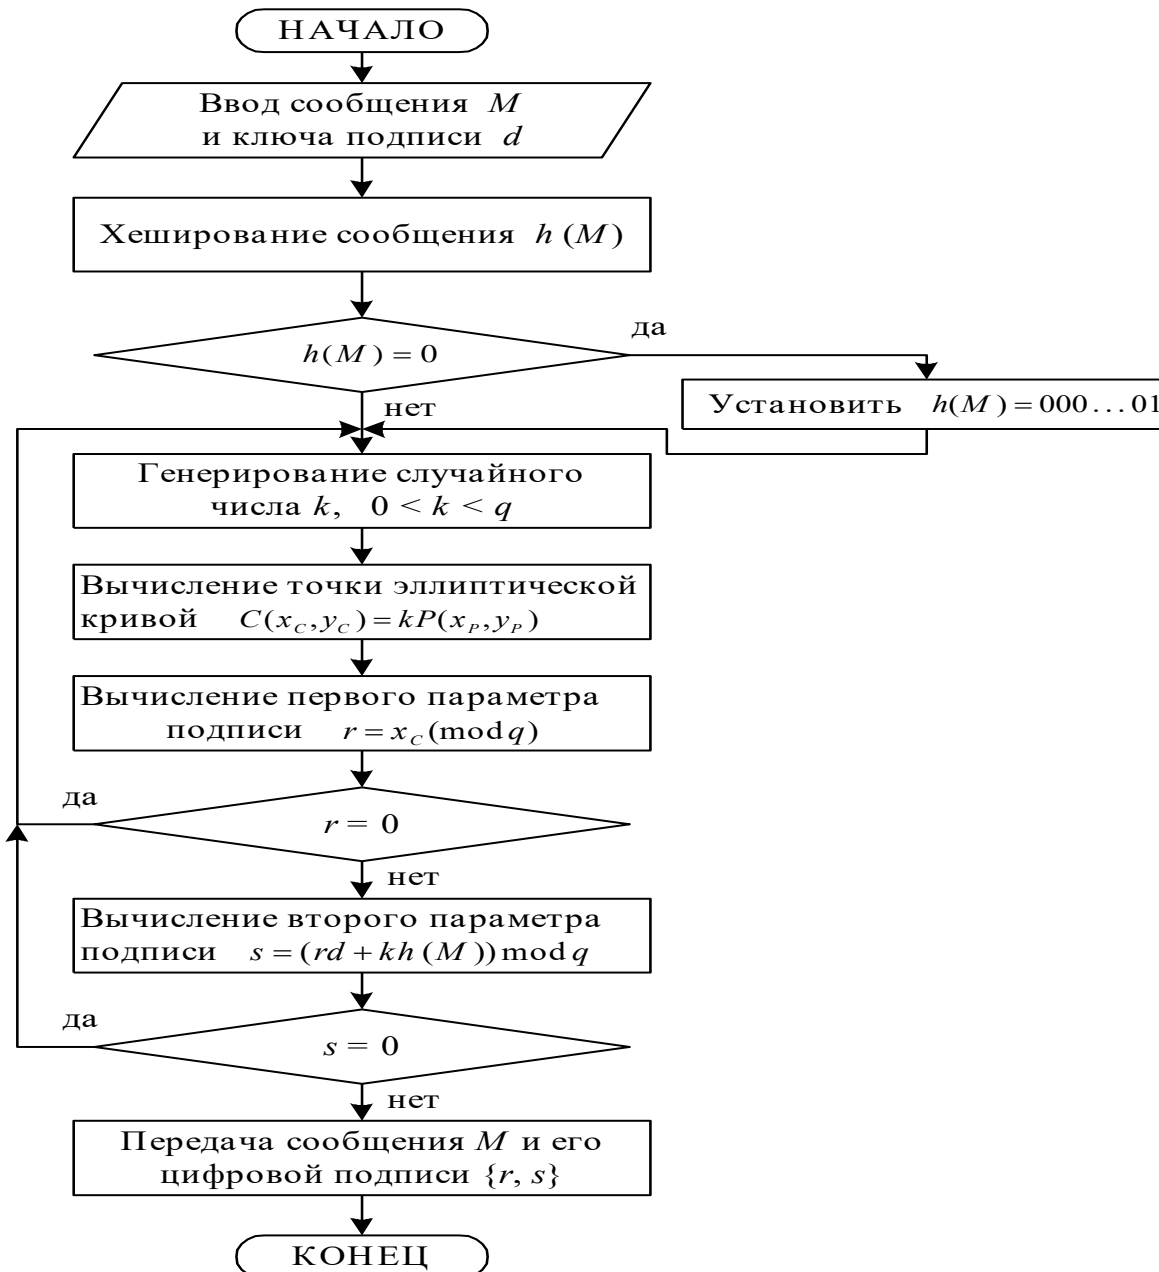 НАЧАЛО
Ввод сообщения M
и ключа подписи d
Хеширование сообщения h (M)
да
h(M) = 0
Установить h(M) = 000 ... 01
нет
Генерирование случайного
числа k, 0 < k < q
Вычисление точки эллиптической
кривой C(x_C, y_C) = kP(x_P, y_P)
Вычисление первого параметра
подписи r = x_C (mod q)
да
r = 0
нет
Вычисление второго параметра
подписи s = (rd + kh (M)) mod q
да
s = 0
нет
Передача сообщения M и его
цифровой подписи {r, s}
КОНЕЦ